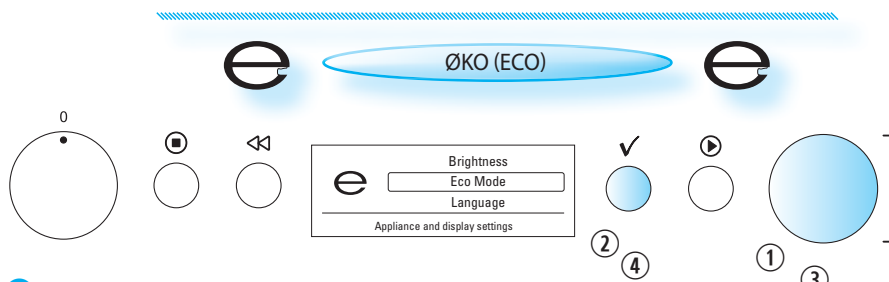 ØKO (ECO)
0
Brightness
Eco Mode
Language
Appliance and display settings
2
4
1
3